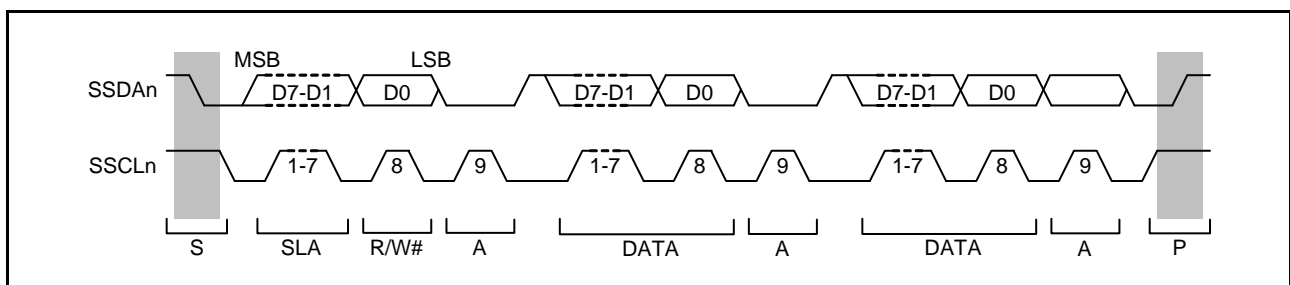 MSB LSB
SSDAn D7-D1 D0 D7-D1 D0 D7-D1 D0
SSCLn 1-7 8 9 1-7 8 9 1-7 8 9
S SLA R/W# A DATA A DATA A P